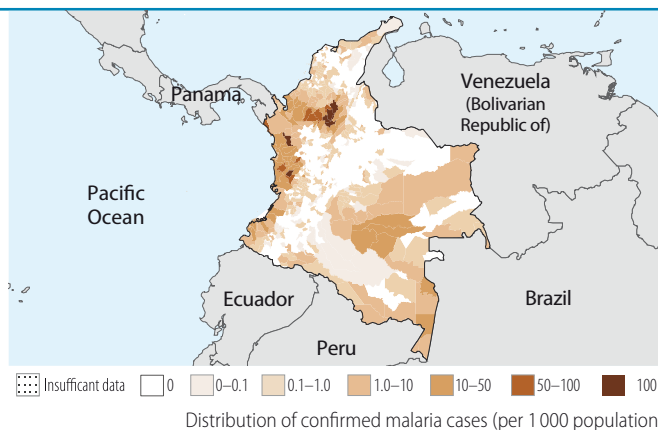 Panama
Venezuela
(Bolivarian
Republic of)
Pacific
Ocean
Ecuador
Brazil
Peru
Insufficant data 0 0–0.1 0.1–1.0 1.0–10 10–50 50–100 100
Distribution of confirmed malaria cases (per 1 000 population